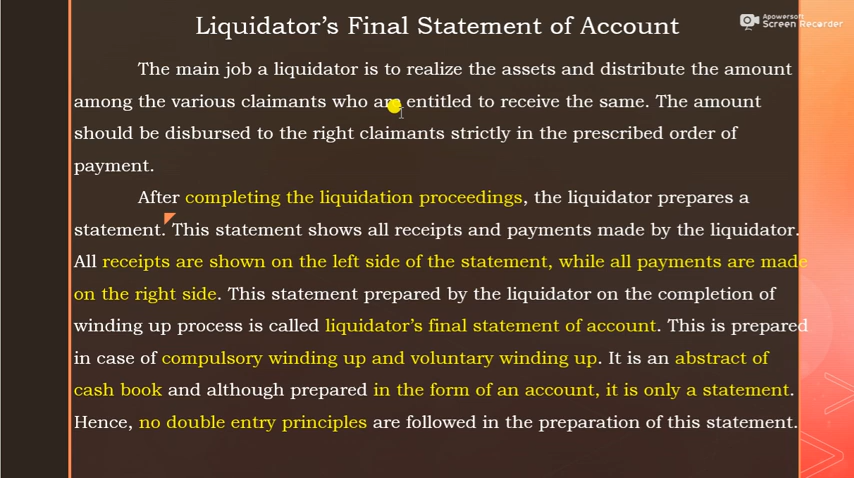 Liquidator's Final Statement of Account
Apowersoft
Screen Recorder
The main job a liquidator is to realize the assets and distribute the amount
among the various claimants who are entitled to receive the same. The amount
should be disbursed to the right claimants strictly in the prescribed order of
payment.
After completing the liquidation proceedings, the liquidator prepares a
statement. This statement shows all receipts and payments made by the liquidator.
All receipts are shown on the left side of the statement, while all payments are made
on the right side. This statement prepared by the liquidator on the completion of
winding up process is called liquidator's final statement of account. This is prepared
in case of compulsory winding up and voluntary winding up. It is an abstract of
cash book and although prepared in the form of an account, it is only a statement.
Hence, no double entry principles are followed in the preparation of this statement.